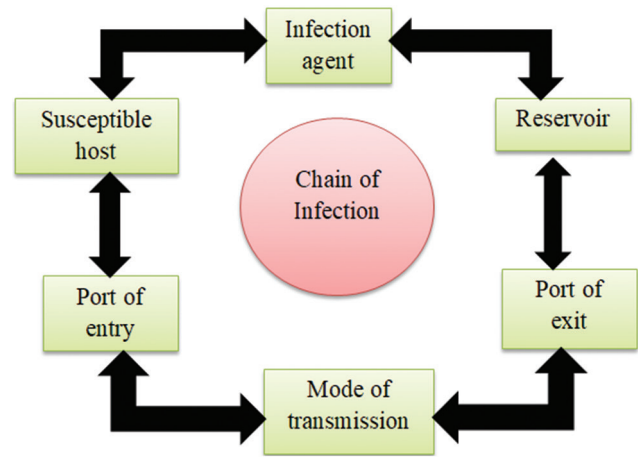 Infection
agent
Reservoir
Port of
exit
Mode of
transmission
Port of
entry
Susceptible
host
Chain of
Infection